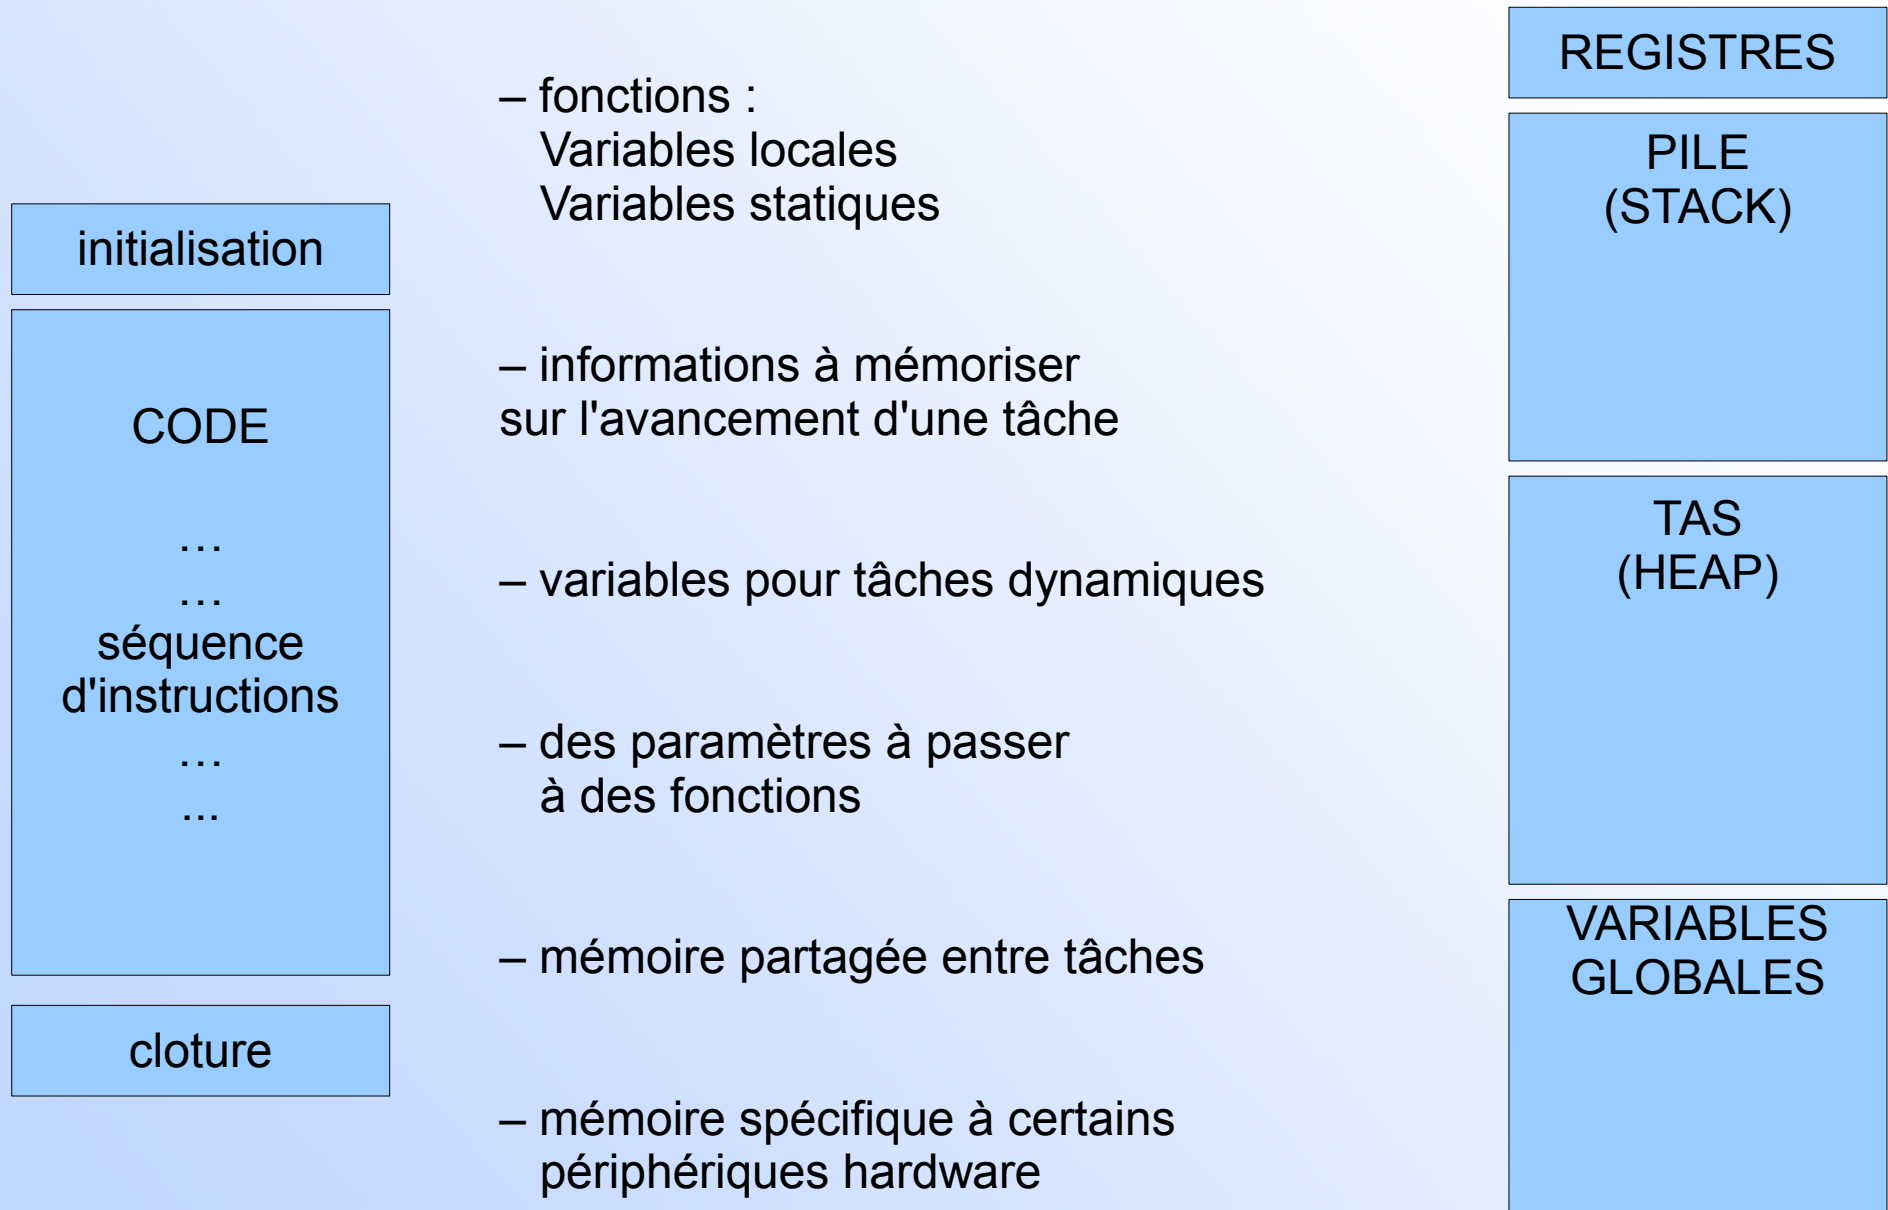 initialisation
CODE
…
…
séquence
d'instructions
…
...
cloture
– fonctions :
Variables locales
Variables statiques
– informations à mémoriser
sur l'avancement d'une tâche
– variables pour tâches dynamiques
– des paramètres à passer
à des fonctions
– mémoire partagée entre tâches
– mémoire spécifique à certains
périphériques hardware
REGISTRES
PILE
(STACK)
TAS
(HEAP)
VARIABLES
GLOBALES